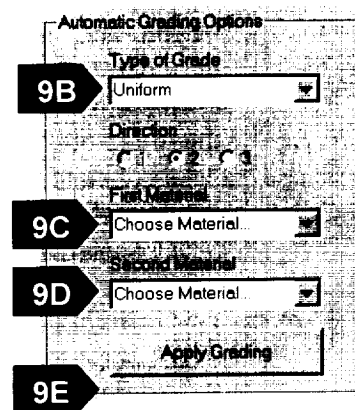 Automatic Grading Options
Type of Grade
9B Uniform
Direction
1 2 3
First Material
9C Choose Material...
Second Material
9D Choose Material...
Apply Grading
9E